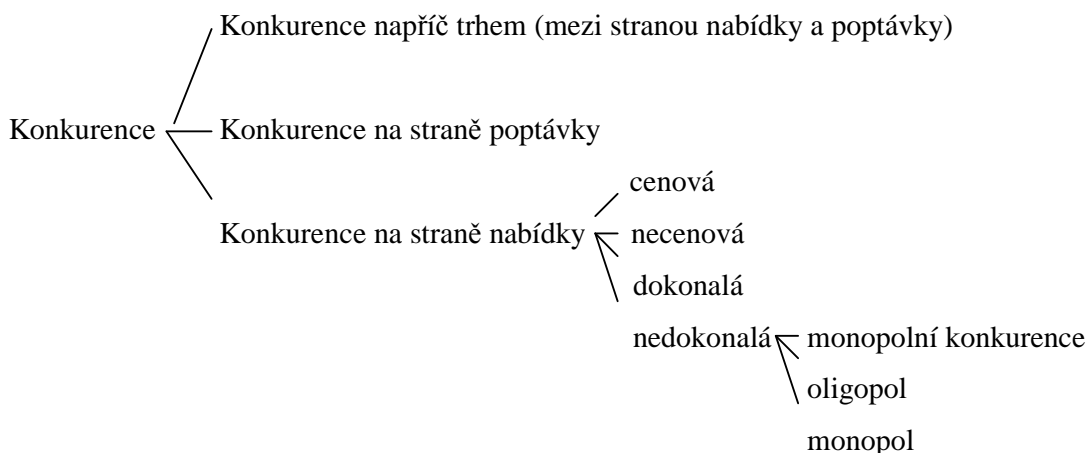 Konkurence napříč trhem (mezi stranou nabídky a poptávky)
Konkurence
Konkurence na straně poptávky
cenová
Konkurence na straně nabídky
necenová
dokonalá
nedokonalá
monopolní konkurence
oligopol
monopol